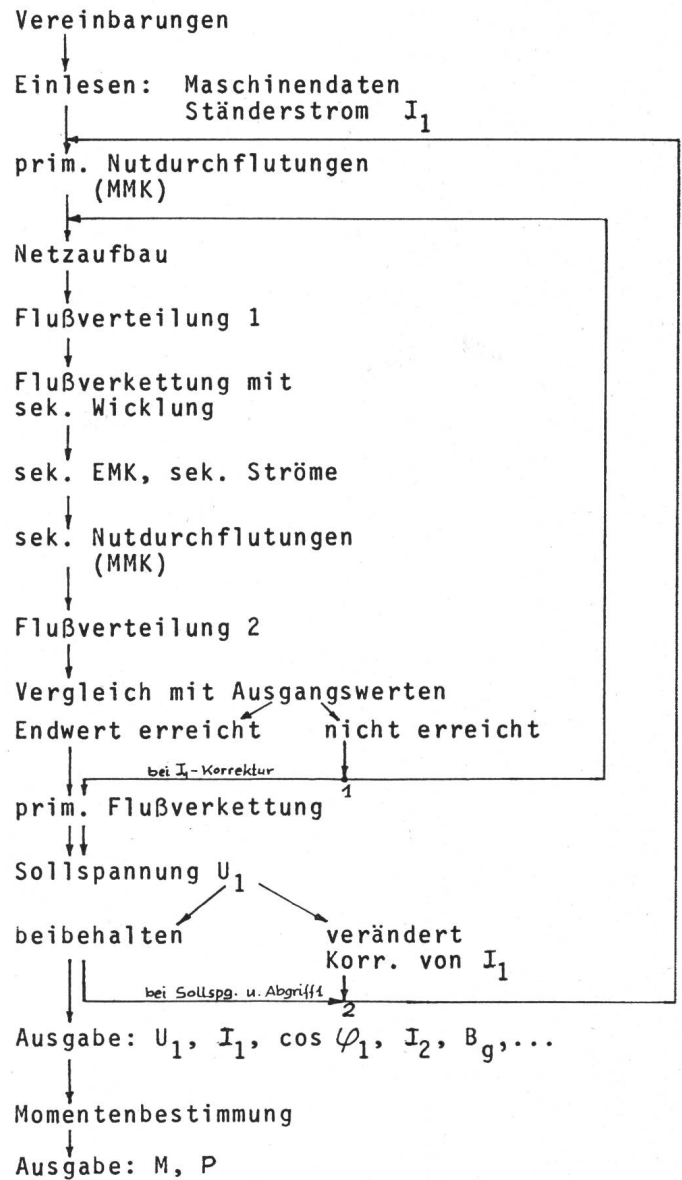 Vereinbarungen
Einlesen: Maschinendaten
Ständerstrom I1
prim. Nutdurchflutungen
(MMK)
Netzaufbau
Flußverteilung 1
Flußverkettung mit
sek. Wicklung
sek. EMK, sek. Ströme
sek. Nutdurchflutungen
(MMK)
Flußverteilung 2
Vergleich mit Ausgangswerten
Endwert erreicht nicht erreicht
bei I1-Korrektur
1
prim. Flußverkettung
Sollspannung U1
beibehalten verändert
Korr. von I1
bei Sollspg. u. Abgriff1
2
Ausgabe: U1, I1, cos φ1, I2, Bg,...
Momentenbestimmung
Ausgabe: M, P